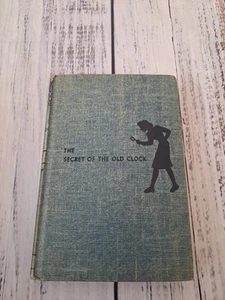 THE
SECRET OF THE OLD CLOCK